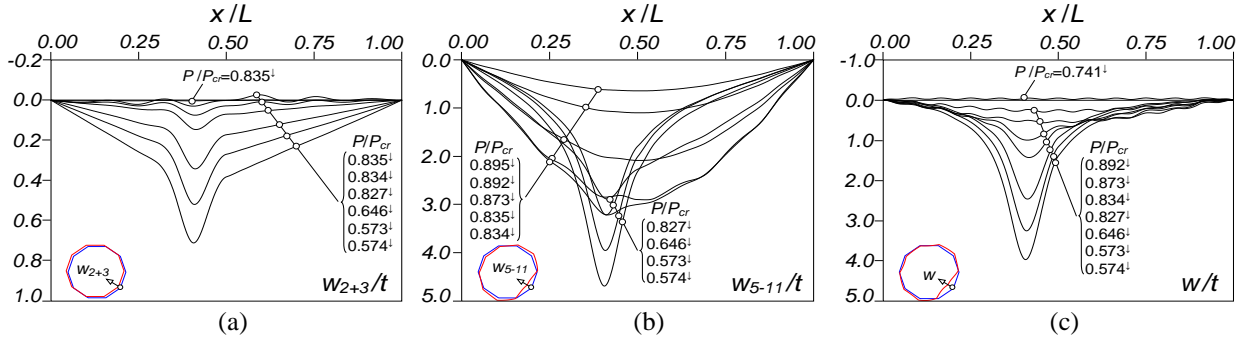 x/L
0.00 0.25 0.50 0.75 1.00
-0.2
0.0
0.2
0.4
0.6
0.8
1.0
P/Pcr=0.835↓
P/Pcr
0.835↓
0.834↓
0.827↓
0.646↓
0.573↓
0.574↓
w2+3
w2+3/t
(a)
x/L
0.00 0.25 0.50 0.75 1.00
0.0
1.0
2.0
3.0
4.0
5.0
P/Pcr
0.895↓
0.892↓
0.873↓
0.835↓
0.834↓
P/Pcr
0.827↓
0.646↓
0.573↓
0.574↓
w5-11
w5-11/t
(b)
x/L
0.00 0.25 0.50 0.75 1.00
-1.0
0.0
1.0
2.0
3.0
4.0
5.0
P/Pcr=0.741↓
P/Pcr
0.892↓
0.873↓
0.834↓
0.827↓
0.646↓
0.573↓
0.574↓
w
w/t
(c)